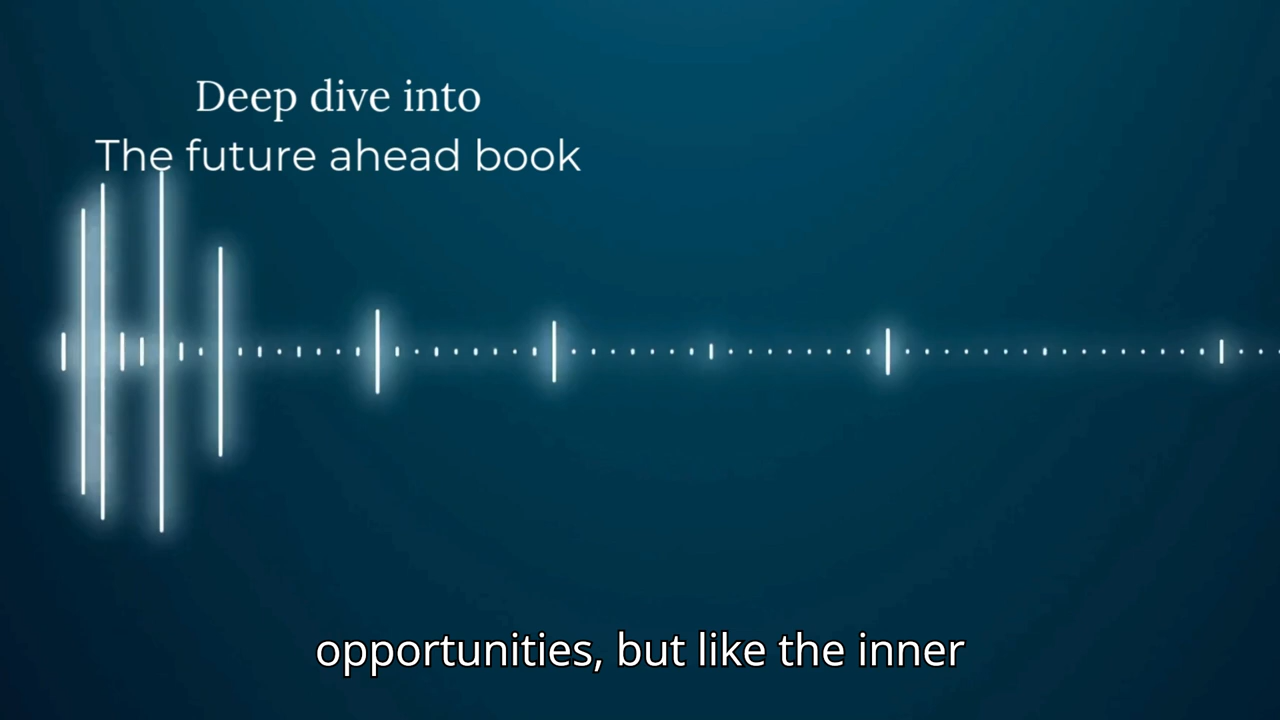 Deep dive into
The future ahead book
opportunities, but like the inner